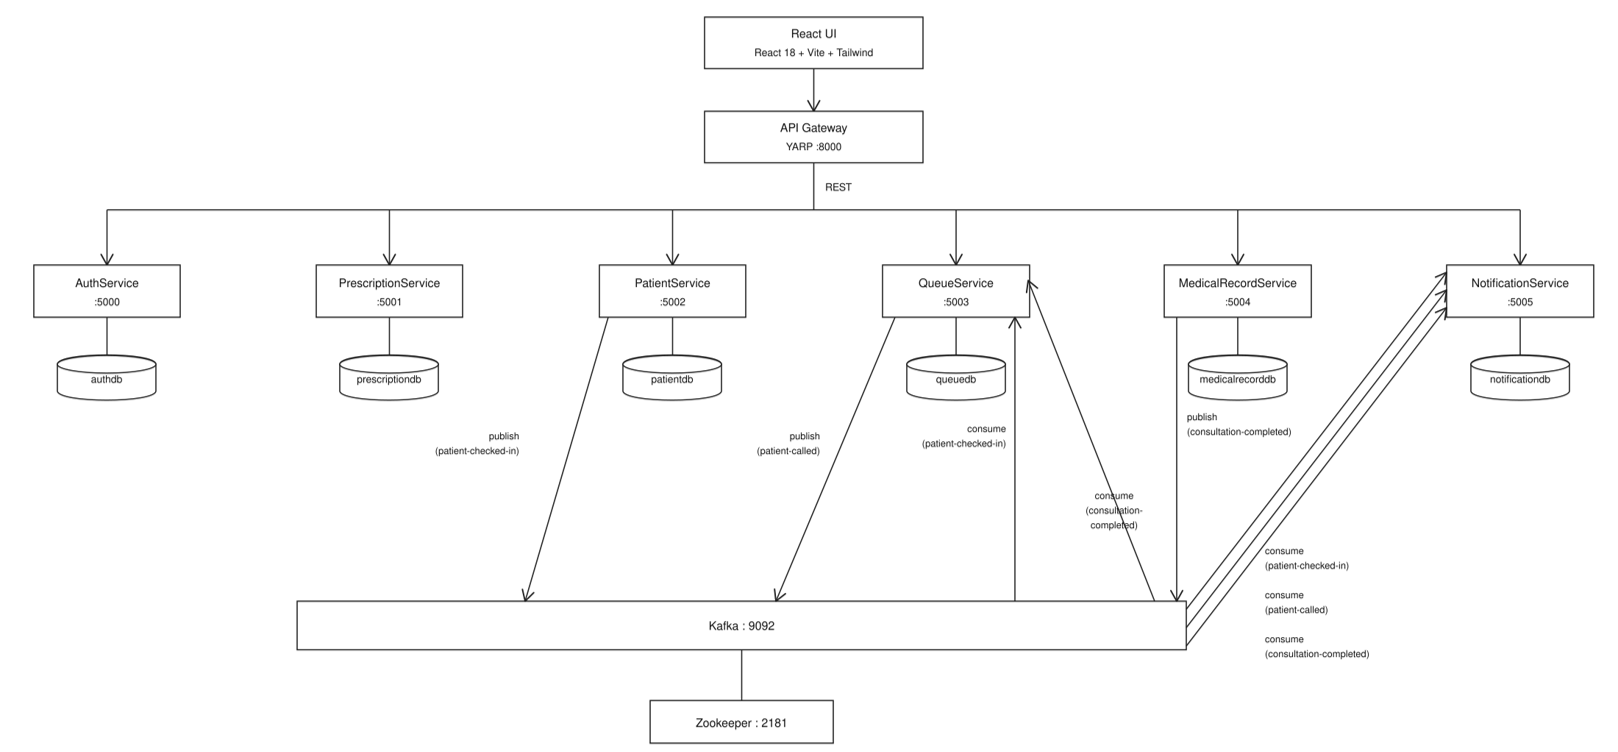 React UI
React 18 + Vite + Tailwind
API Gateway
YARP :8000
REST
AuthService
:5000
PrescriptionService
:5001
PatientService
:5002
QueueService
:5003
MedicalRecordService
:5004
NotificationService
:5005
authdb
prescriptiondb
patientdb
queuedb
medicalrecorddb
notificationdb
publish
(patient-checked-in)
publish
(patient-called)
consume
(patient-checked-in)
consume
(consultation-
completed)
publish
(consultation-completed)
consume
(patient-checked-in)
consume
(patient-called)
consume
(consultation-completed)
Kafka : 9092
Zookeeper : 2181